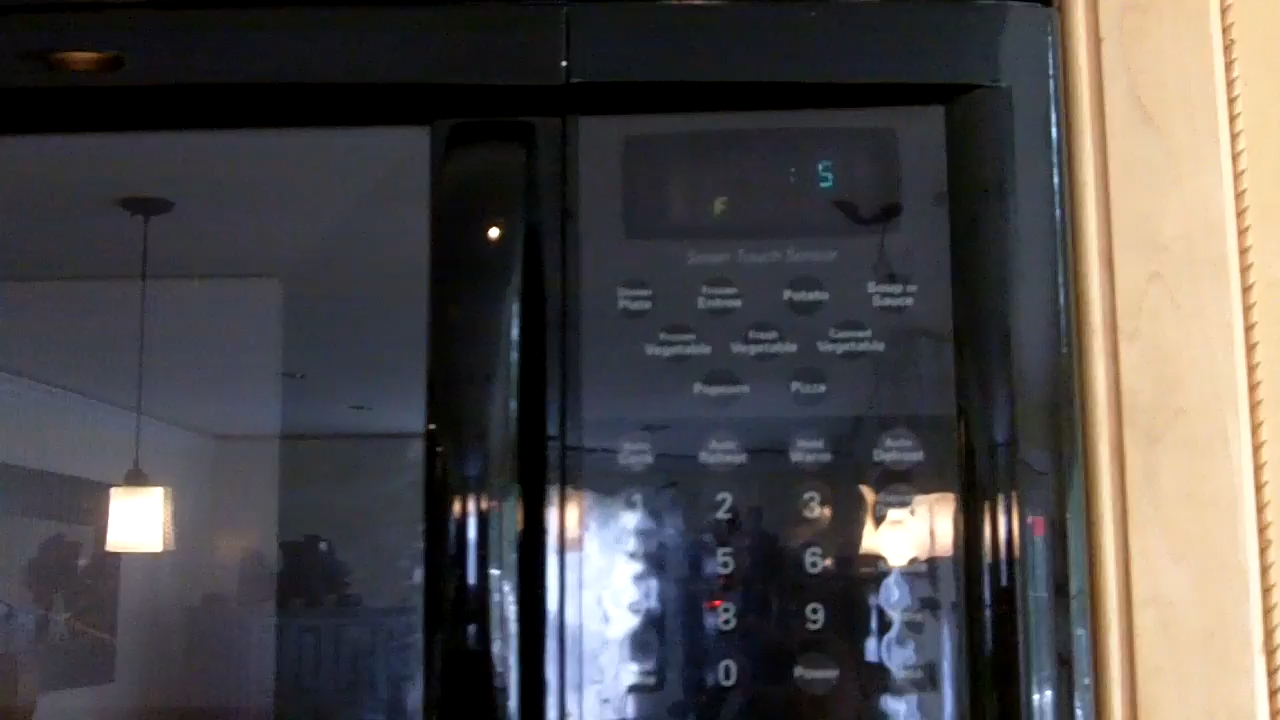 : 5
F
Smart Touch Sensor
Dinner Plate
Frozen Entree
Potato
Soup or Sauce
Frozen Vegetable
Fresh Vegetable
Canned Vegetable
Popcorn
Pizza
Auto
Auto Reheat
Hold Warm
Auto Defrost
1
2
3
5
6
8
9
0
Power